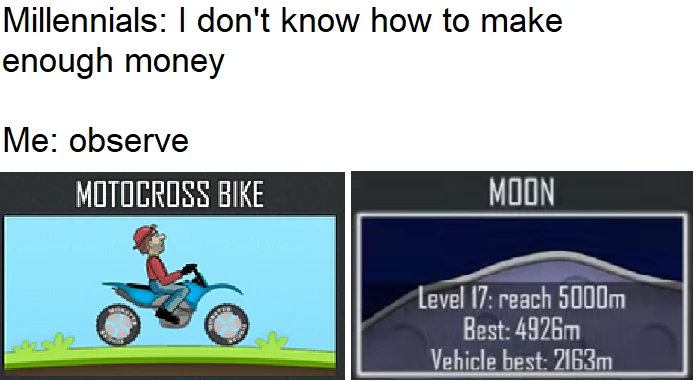 Millennials: I don't know how to make
enough money
Me: observe
MOTOCROSS BIKE
MOON
Level 17: reach 5000m
Best: 4926m
Vehicle best: 2163m